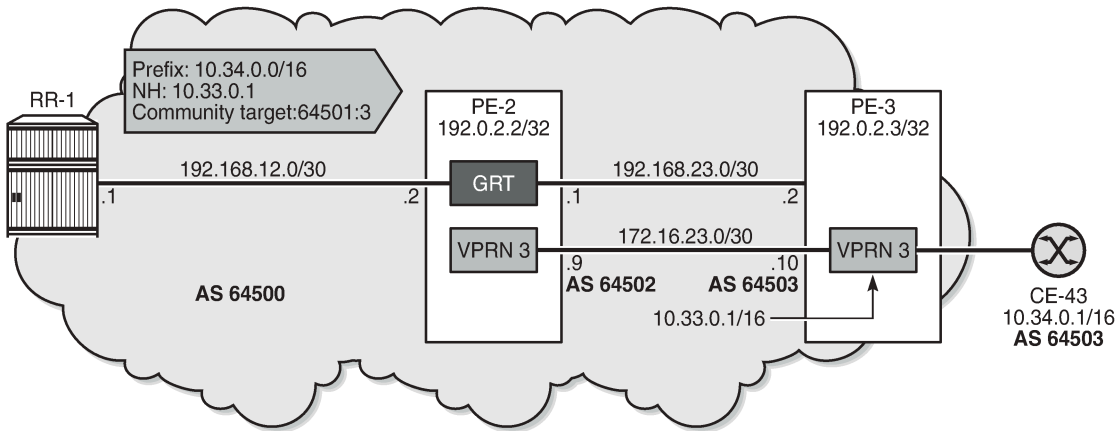 Prefix: 10.34.0.0/16
NH: 10.33.0.1
Community target:64501:3
RR-1
PE-2
192.0.2.2/32
PE-3
192.0.2.3/32
192.168.12.0/30
GRT
192.168.23.0/30
.1
.2
.1
.2
VPRN 3
172.16.23.0/30
VPRN 3
.9
.10
AS 64500
AS 64502
AS 64503
10.33.0.1/16
CE-43
10.34.0.1/16
AS 64503